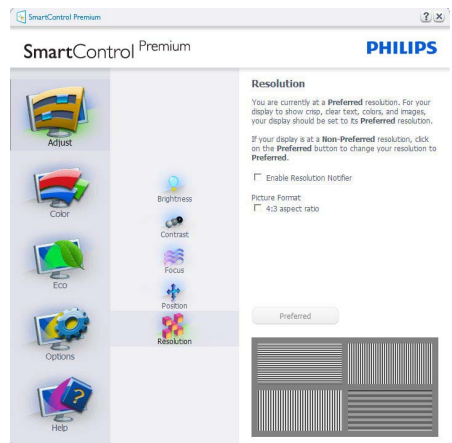 SmartControl Premium
? X
SmartControl Premium
PHILIPS
Adjust
Color
Eco
Options
Help
Brightness
Contrast
Focus
Position
Resolution
Resolution
You are currently at a Preferred resolution. For your
display to show crisp, clear text, colors, and images,
your display should be set to its Preferred resolution.
If your display is at a Non-Preferred resolution, click
on the Preferred button to change your resolution to
Preferred.
Enable Resolution Notifier
Picture Format
4:3 aspect ratio
Preferred